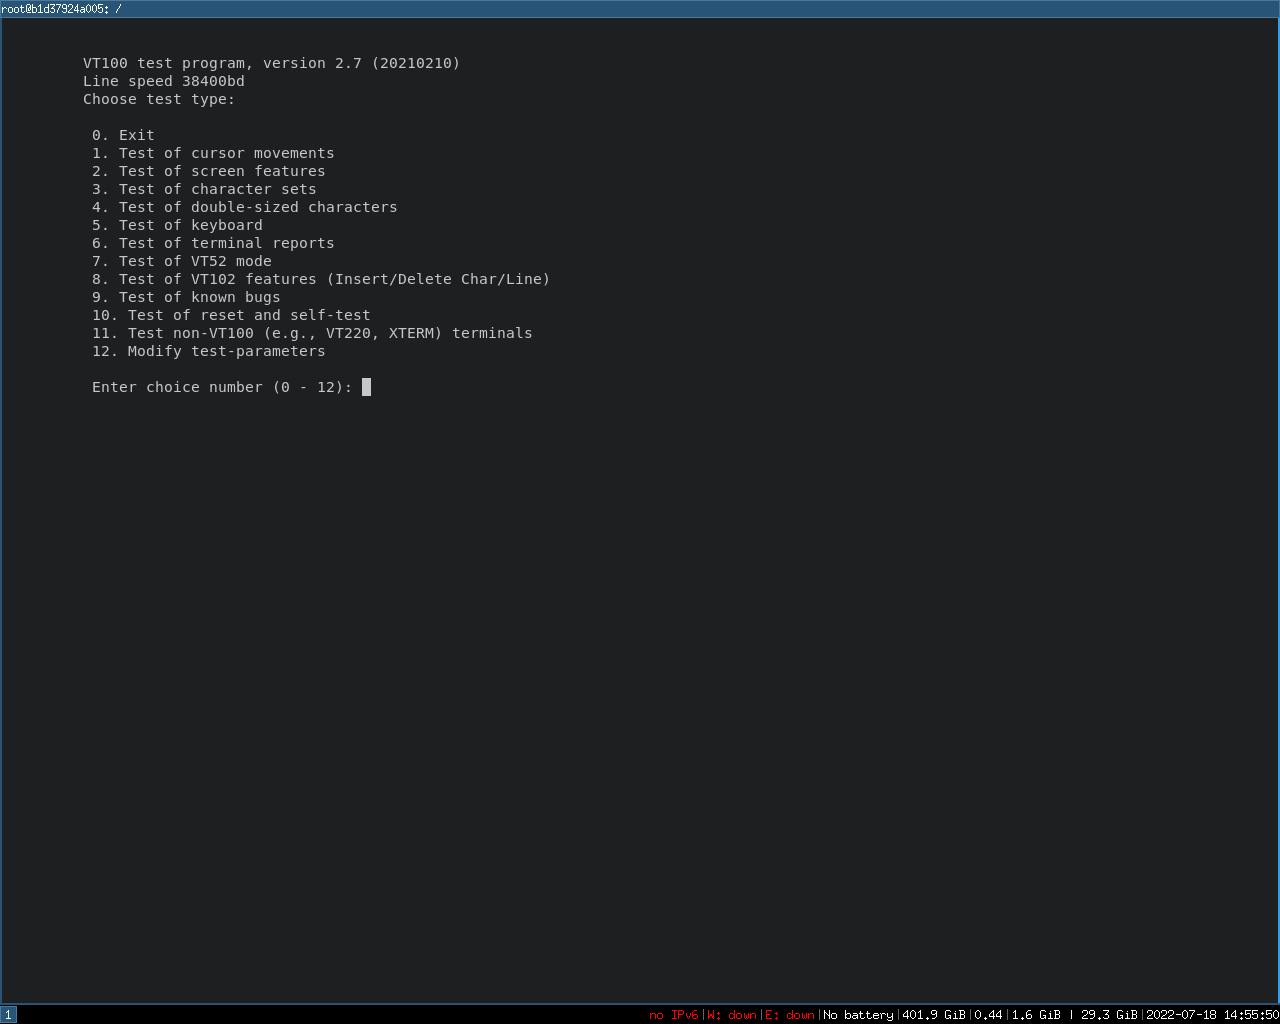 root@b1d37924a005: /
VT100 test program, version 2.7 (20210210)
Line speed 38400bd
Choose test type:
0. Exit
1. Test of cursor movements
2. Test of screen features
3. Test of character sets
4. Test of double-sized characters
5. Test of keyboard
6. Test of terminal reports
7. Test of VT52 mode
8. Test of VT102 features (Insert/Delete Char/Line)
9. Test of known bugs
10. Test of reset and self-test
11. Test non-VT100 (e.g., VT220, XTERM) terminals
12. Modify test-parameters
Enter choice number (0 - 12):
1 no IPv6|W: down|E: down|No battery|401.9 GiB|0.44|1.6 GiB | 29.3 GiB|2022-07-18 14:55:50